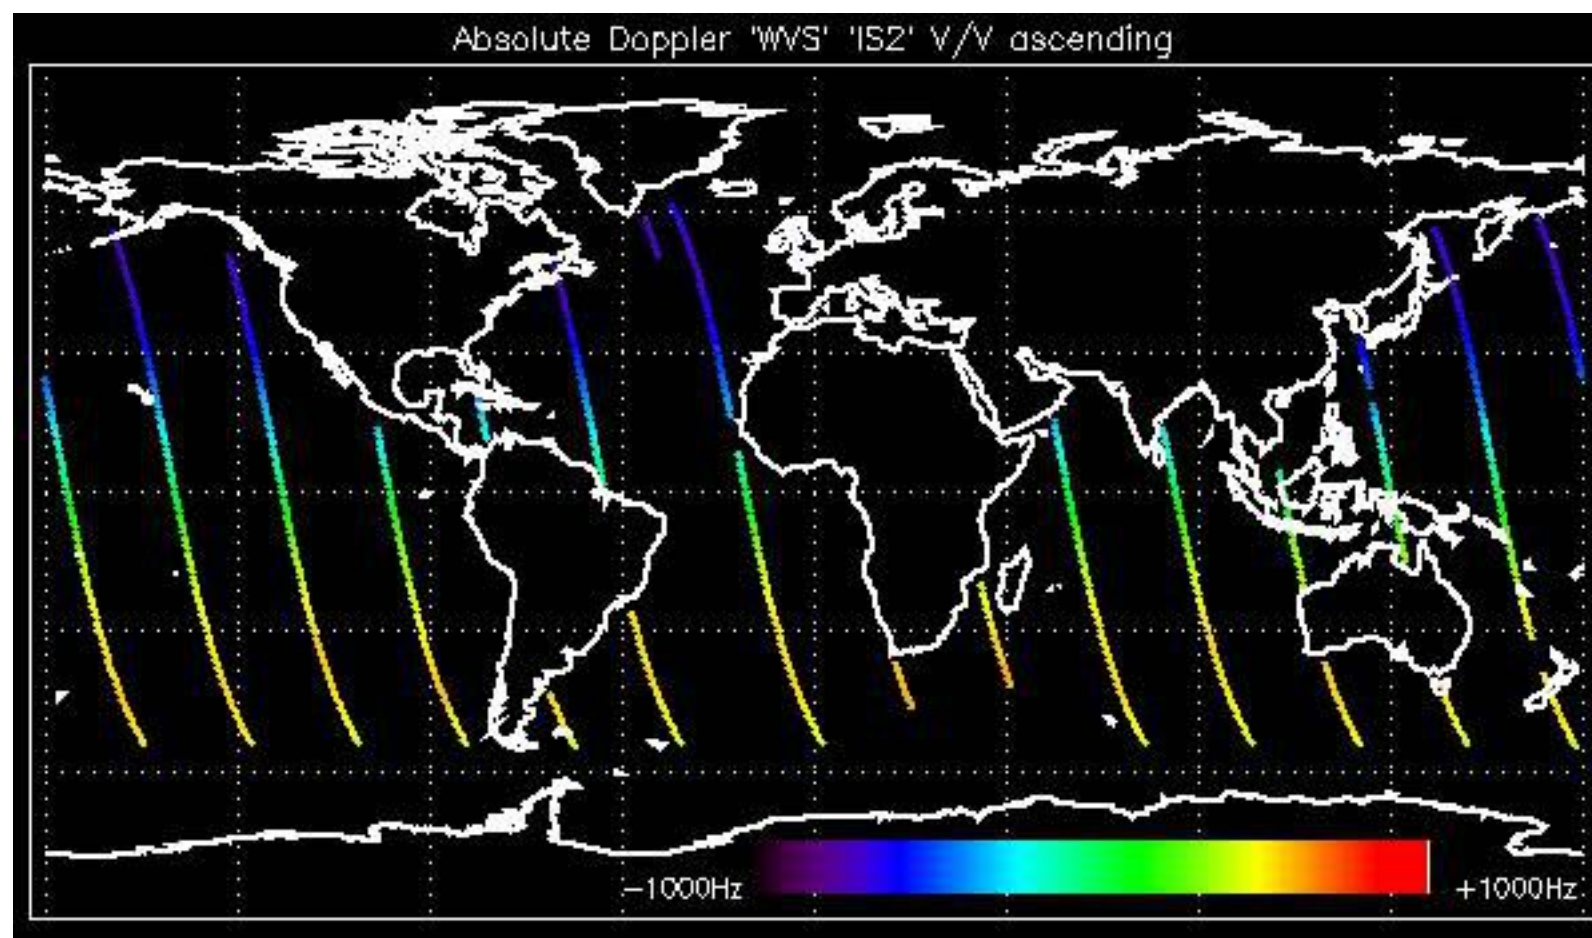 Absolute Doppler 'WVS' 'IS2' V/V ascending
-1000Hz +1000Hz